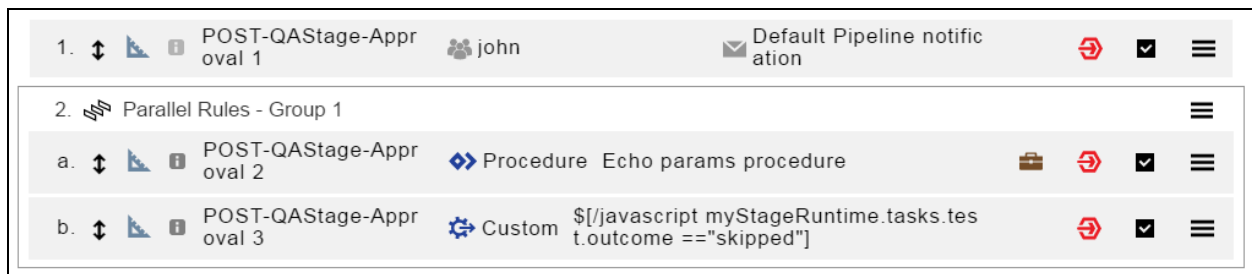 1. POST-QAStage-Appr john Default Pipeline notific
oval 1 ation
2. Parallel Rules - Group 1
a. POST-QAStage-Appr Procedure Echo params procedure
oval 2
b. POST-QAStage-Appr Custom $[/javascript myStageRuntime.tasks.tes
oval 3 t.outcome =="skipped"]